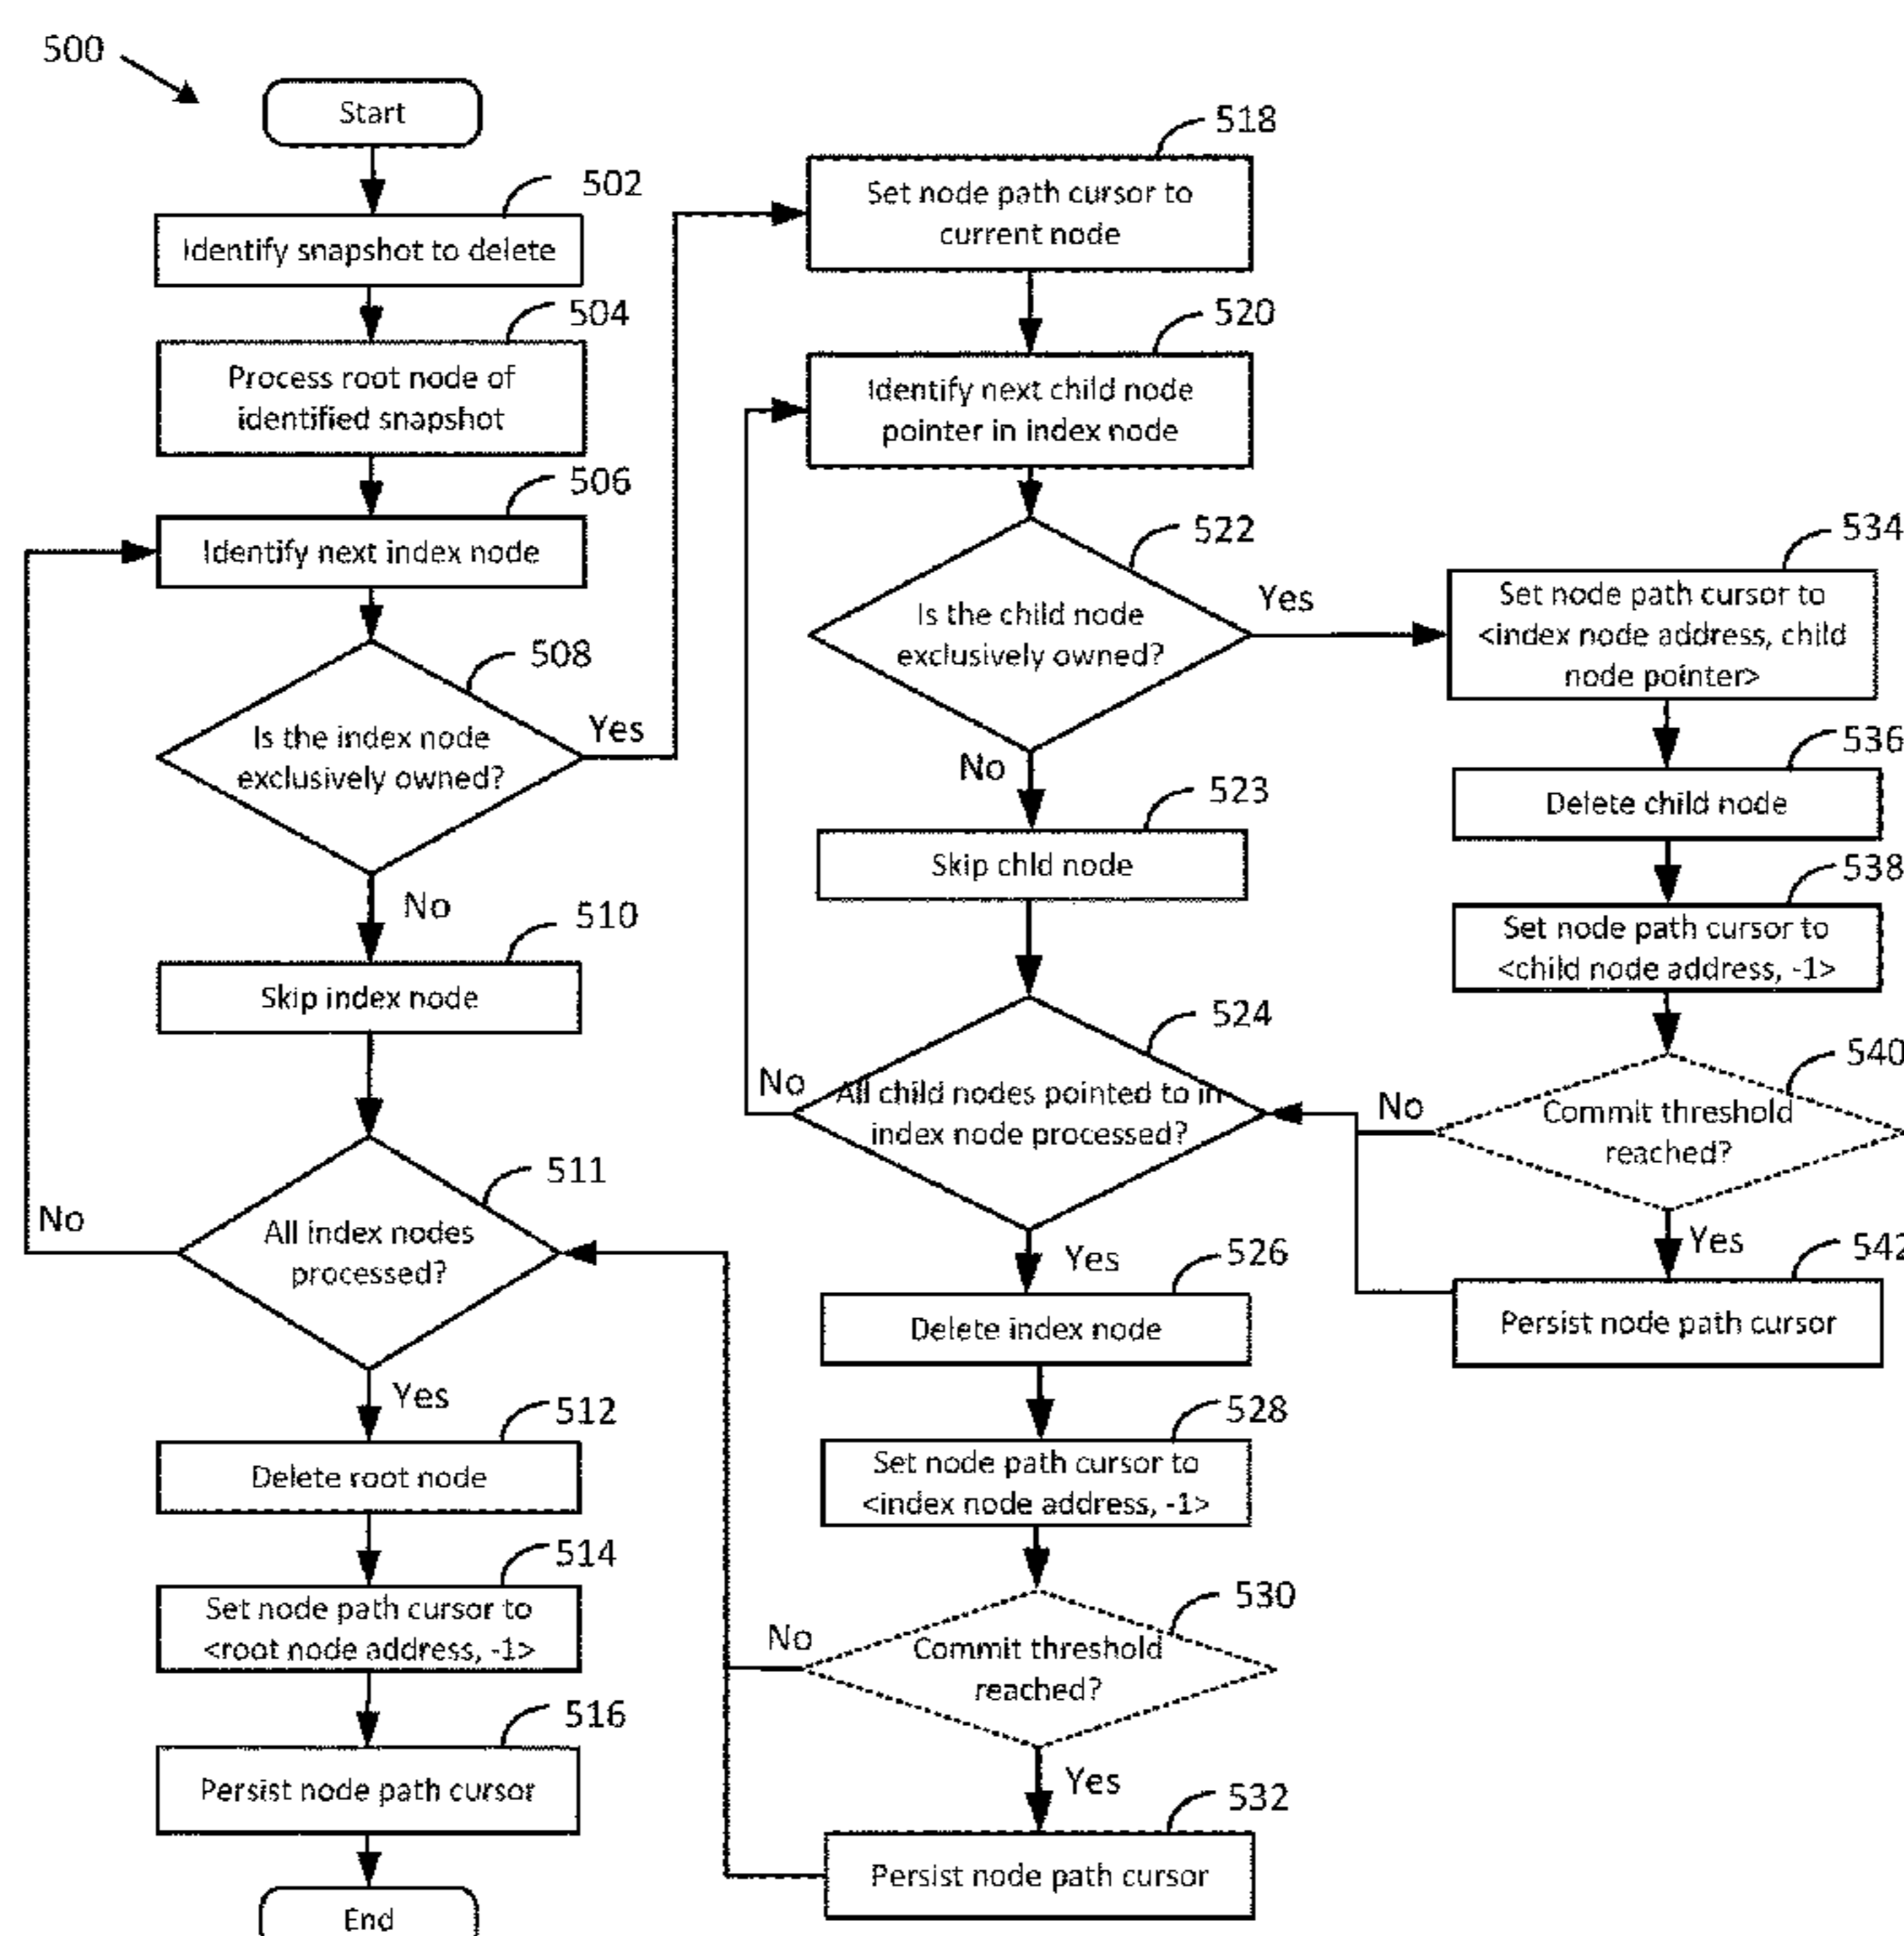 500
Start
502
Identify snapshot to delete
504
Process root node of
identified snapshot
506
Identify next index node
508
Is the index node
exclusively owned?
Yes
No
510
Skip index node
511
All index nodes
processed?
No
Yes
512
Delete root node
514
Set node path cursor to
<root node address, -1>
516
Persist node path cursor
End
518
Set node path cursor to
current node
520
Identify next child node
pointer in index node
522
Is the child node
exclusively owned?
Yes
No
523
Skip chld node
524
All child nodes pointed to in
index node processed?
No
Yes
526
Delete index node
528
Set node path cursor to
<index node address, -1>
530
Commit threshold
reached?
No
Yes
532
Persist node path cursor
534
Set node path cursor to
<index node address, child
node pointer>
536
Delete child node
538
Set node path cursor to
<child node address, -1>
540
Commit threshold
reached?
No
Yes
542
Persist node path cursor